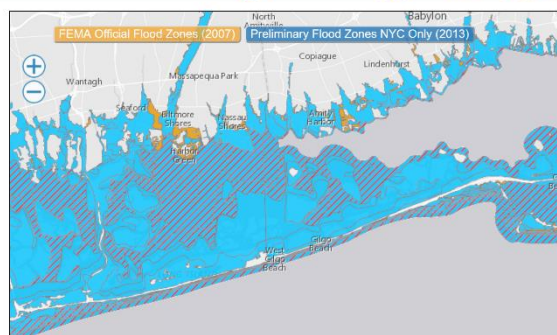 North
Amityville
Babylon
FEMA Official Flood Zones (2007)
Preliminary Flood Zones NYC Only (2013)
Copiague
Lindenhurst
Wantagh
Massapequa Park
Seaford
Biltmore
Shores
Nassau
Shores
Amity
Harbor
Harbor
Green
West
Gilgo
Beach
Gilgo
Beach